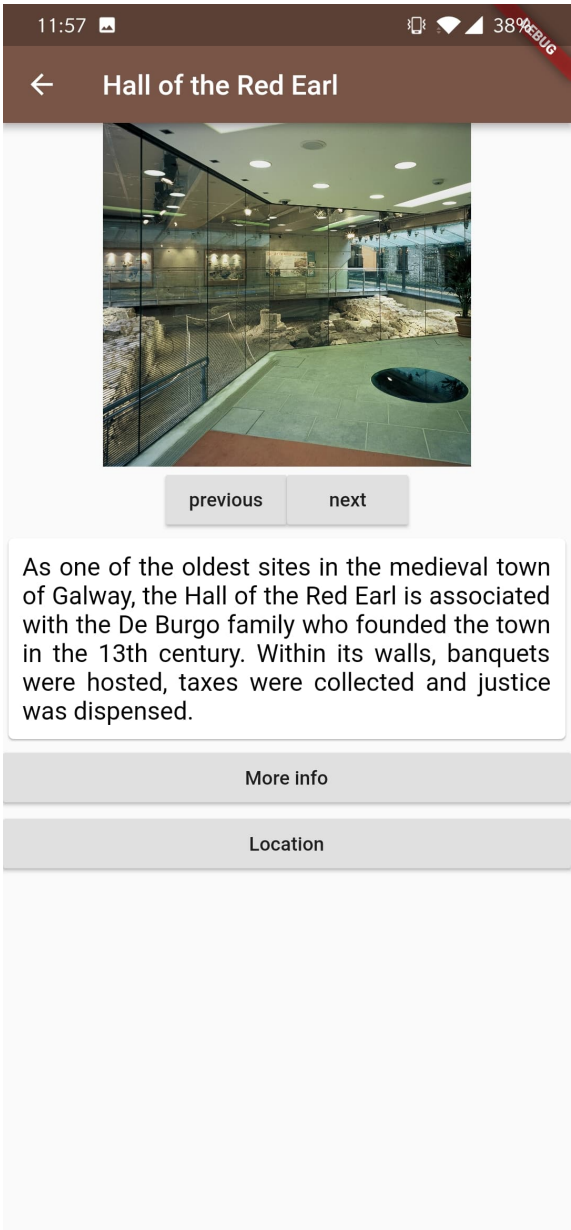 11:57
38%
DEBUG
Hall of the Red Earl
previous
next
As one of the oldest sites in the medieval town
of Galway, the Hall of the Red Earl is associated
with the De Burgo family who founded the town
in the 13th century. Within its walls, banquets
were hosted, taxes were collected and justice
was dispensed.
More info
Location